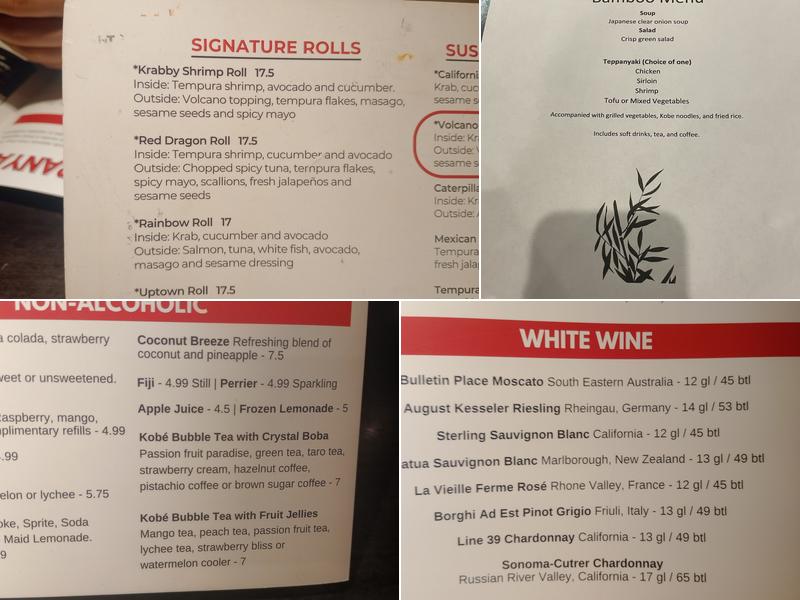 SIGNATURE ROLLS
*Krabby Shrimp Roll 17.5
Inside: Tempura shrimp, avocado and cucumber.
Outside: Volcano topping, tempura flakes, masago,
sesame seeds and spicy mayo
*Red Dragon Roll 17.5
Inside: Tempura shrimp, cucumber and avocado
Outside: Chopped spicy tuna, tempura flakes,
spicy mayo, scallions, fresh jalapeños and
sesame seeds
*Rainbow Roll 17
Inside: Krab, cucumber and avocado
Outside: Salmon, tuna, white fish, avocado,
masago and sesame dressing
*Uptown Roll 17.5
SUS
*Californi
Krab, cuc
sesame s
*Volcano
Inside: Kr
Outside:
sesame s
Caterpilla
Inside: Kr
Outside:
Mexican
Tempura
fresh jala
Tempura
Bamboo Menu
Soup
Japanese clear onion soup
Salad
Crisp green salad
Teppanyaki (Choice of one)
Chicken
Sirloin
Shrimp
Tofu or Mixed Vegetables
Accompanied with grilled vegetables, Kobe noodles, and fried rice.
Includes soft drinks, tea, and coffee.
NON-ALCOHOLIC
a colada, strawberry
weet or unsweetened.
Raspberry, mango,
mplimentary refills - 4.99
.99
elon or lychee - 5.75
oke, Sprite, Soda
Maid Lemonade.
9
Coconut Breeze Refreshing blend of
coconut and pineapple - 7.5
Fiji - 4.99 Still | Perrier - 4.99 Sparkling
Apple Juice - 4.5 | Frozen Lemonade - 5
Kobé Bubble Tea with Crystal Boba
Passion fruit paradise, green tea, taro tea,
strawberry cream, hazelnut coffee,
pistachio coffee or brown sugar coffee - 7
Kobé Bubble Tea with Fruit Jellies
Mango tea, peach tea, passion fruit tea,
lychee tea, strawberry bliss or
watermelon cooler - 7
WHITE WINE
Bulletin Place Moscato South Eastern Australia - 12 gl / 45 btl
August Kesseler Riesling Rheingau, Germany - 14 gl / 53 btl
Sterling Sauvignon Blanc California - 12 gl / 45 btl
atua Sauvignon Blanc Marlborough, New Zealand - 13 gl / 49 btl
La Vieille Ferme Rosé Rhone Valley, France - 12 gl / 45 btl
Borghi Ad Est Pinot Grigio Friuli, Italy - 13 gl / 49 btl
Line 39 Chardonnay California - 13 gl / 49 btl
Sonoma-Cutrer Chardonnay
Russian River Valley, California - 17 gl / 65 btl